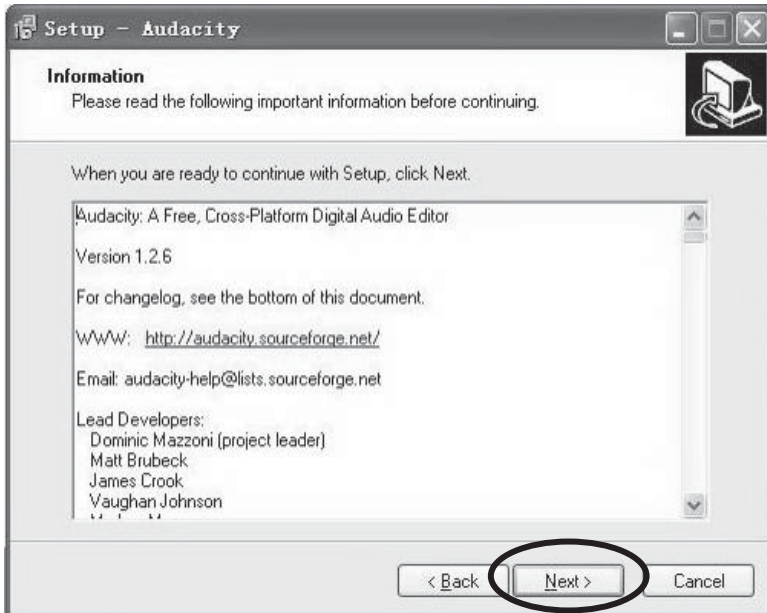 Setup - Audacity
Information
Please read the following important information before continuing.
When you are ready to continue with Setup, click Next.
Audacity: A Free, Cross-Platform Digital Audio Editor
Version 1.2.6
For changelog, see the bottom of this document.
WWW: http://audacity.sourceforge.net/
Email: audacity-help@lists.sourceforge.net
Lead Developers:
Dominic Mazzoni (project leader)
Matt Brubeck
James Crook
Vaughan Johnson
< Back
Next >
Cancel